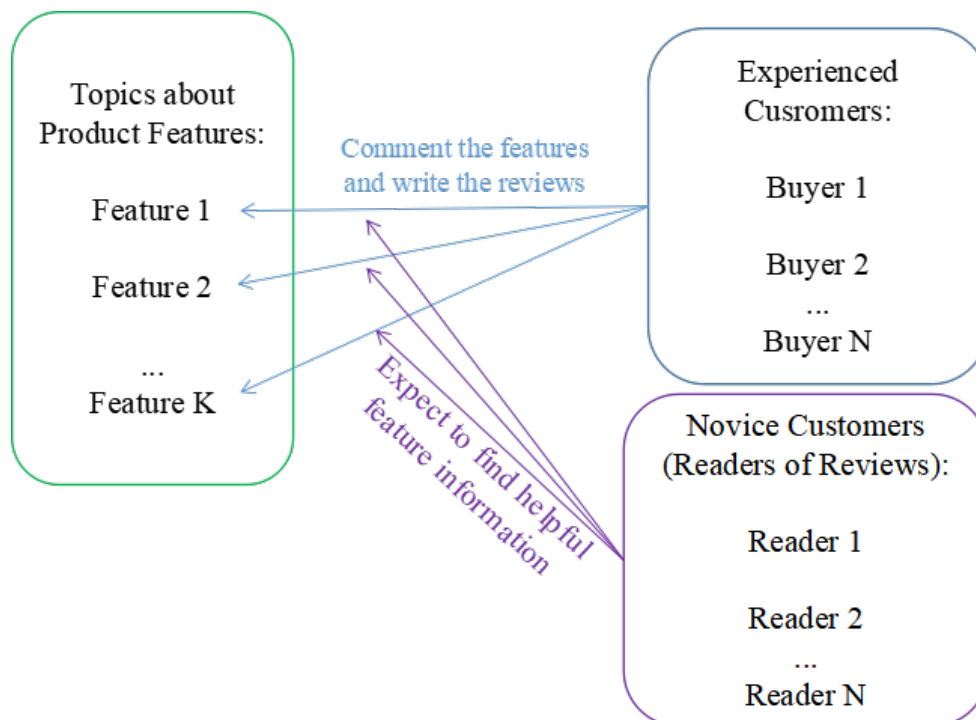 Topics about
Product Features:
Feature 1
Feature 2
...
Feature K
Comment the features
and write the reviews
Expect to find helpful
feature information
Experienced
Cusromers:
Buyer 1
Buyer 2
...
Buyer N
Novice Customers
(Readers of Reviews):
Reader 1
Reader 2
...
Reader N